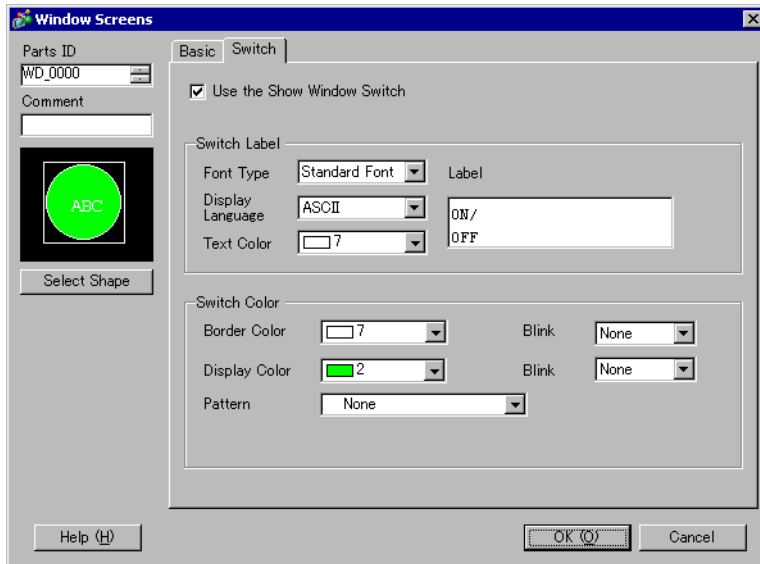 Window Screens
Parts ID
WD_0000
Comment
ABC
Select Shape
Basic Switch
Use the Show Window Switch
Switch Label
Font Type Standard Font Label
Display
Language ASCII
ON/
OFF
Text Color 7
Switch Color
Border Color 7 Blink None
Display Color 2 Blink None
Pattern None
Help (H) OK (O) Cancel